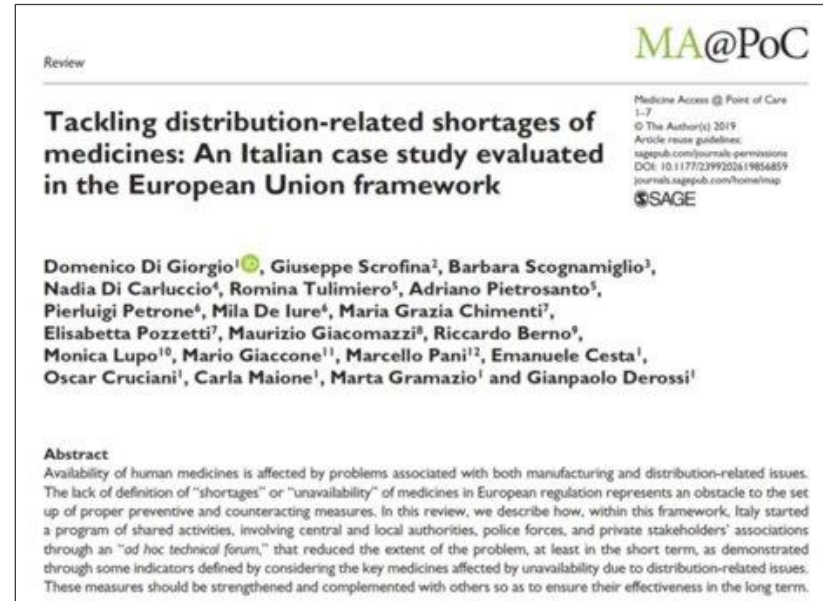 Review
MA@PoC
Medicine Access @ Point of Care
1–7
© The Author(s) 2019
Article reuse guidelines:
sagepub.com/journals-permissions
DOI: 10.1177/2399202619856859
journals.sagepub.com/home/map
SAGE
Tackling distribution-related shortages of
medicines: An Italian case study evaluated
in the European Union framework
Domenico Di Giorgio¹ iD, Giuseppe Scrofina², Barbara Scognamiglio³,
Nadia Di Carluccio⁴, Romina Tulimiero⁵, Adriano Pietrosanto⁵,
Pierluigi Petrone⁶, Mila De Iure⁶, Maria Grazia Chimenti⁷,
Elisabetta Pozzetti⁷, Maurizio Giacomazzi⁸, Riccardo Berno⁹,
Monica Lupo¹⁰, Mario Giaccone¹¹, Marcello Pani¹², Emanuele Cesta¹,
Oscar Cruciani¹, Carla Maione¹, Marta Gramazio¹ and Gianpaolo Derossi¹
Abstract
Availability of human medicines is affected by problems associated with both manufacturing and distribution-related issues.
The lack of definition of “shortages” or “unavailability” of medicines in European regulation represents an obstacle to the set
up of proper preventive and counteracting measures. In this review, we describe how, within this framework, Italy started
a program of shared activities, involving central and local authorities, police forces, and private stakeholders’ associations
through an “ad hoc technical forum,” that reduced the extent of the problem, at least in the short term, as demonstrated
through some indicators defined by considering the key medicines affected by unavailability due to distribution-related issues.
These measures should be strengthened and complemented with others so as to ensure their effectiveness in the long term.